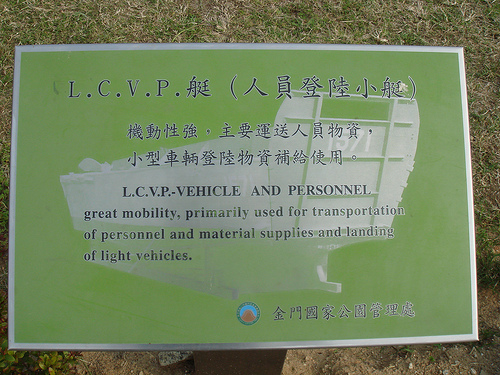 L.C.V.P.艇（人員登陸小艇）
機動性強，主要運送人員物資，
小型車輛登陸物資補給使用。
L.C.V.P.-VEHICLE AND PERSONNEL
great mobility, primarily used for transportation
of personnel and material supplies and landing
of light vehicles.
金門國家公園管理處